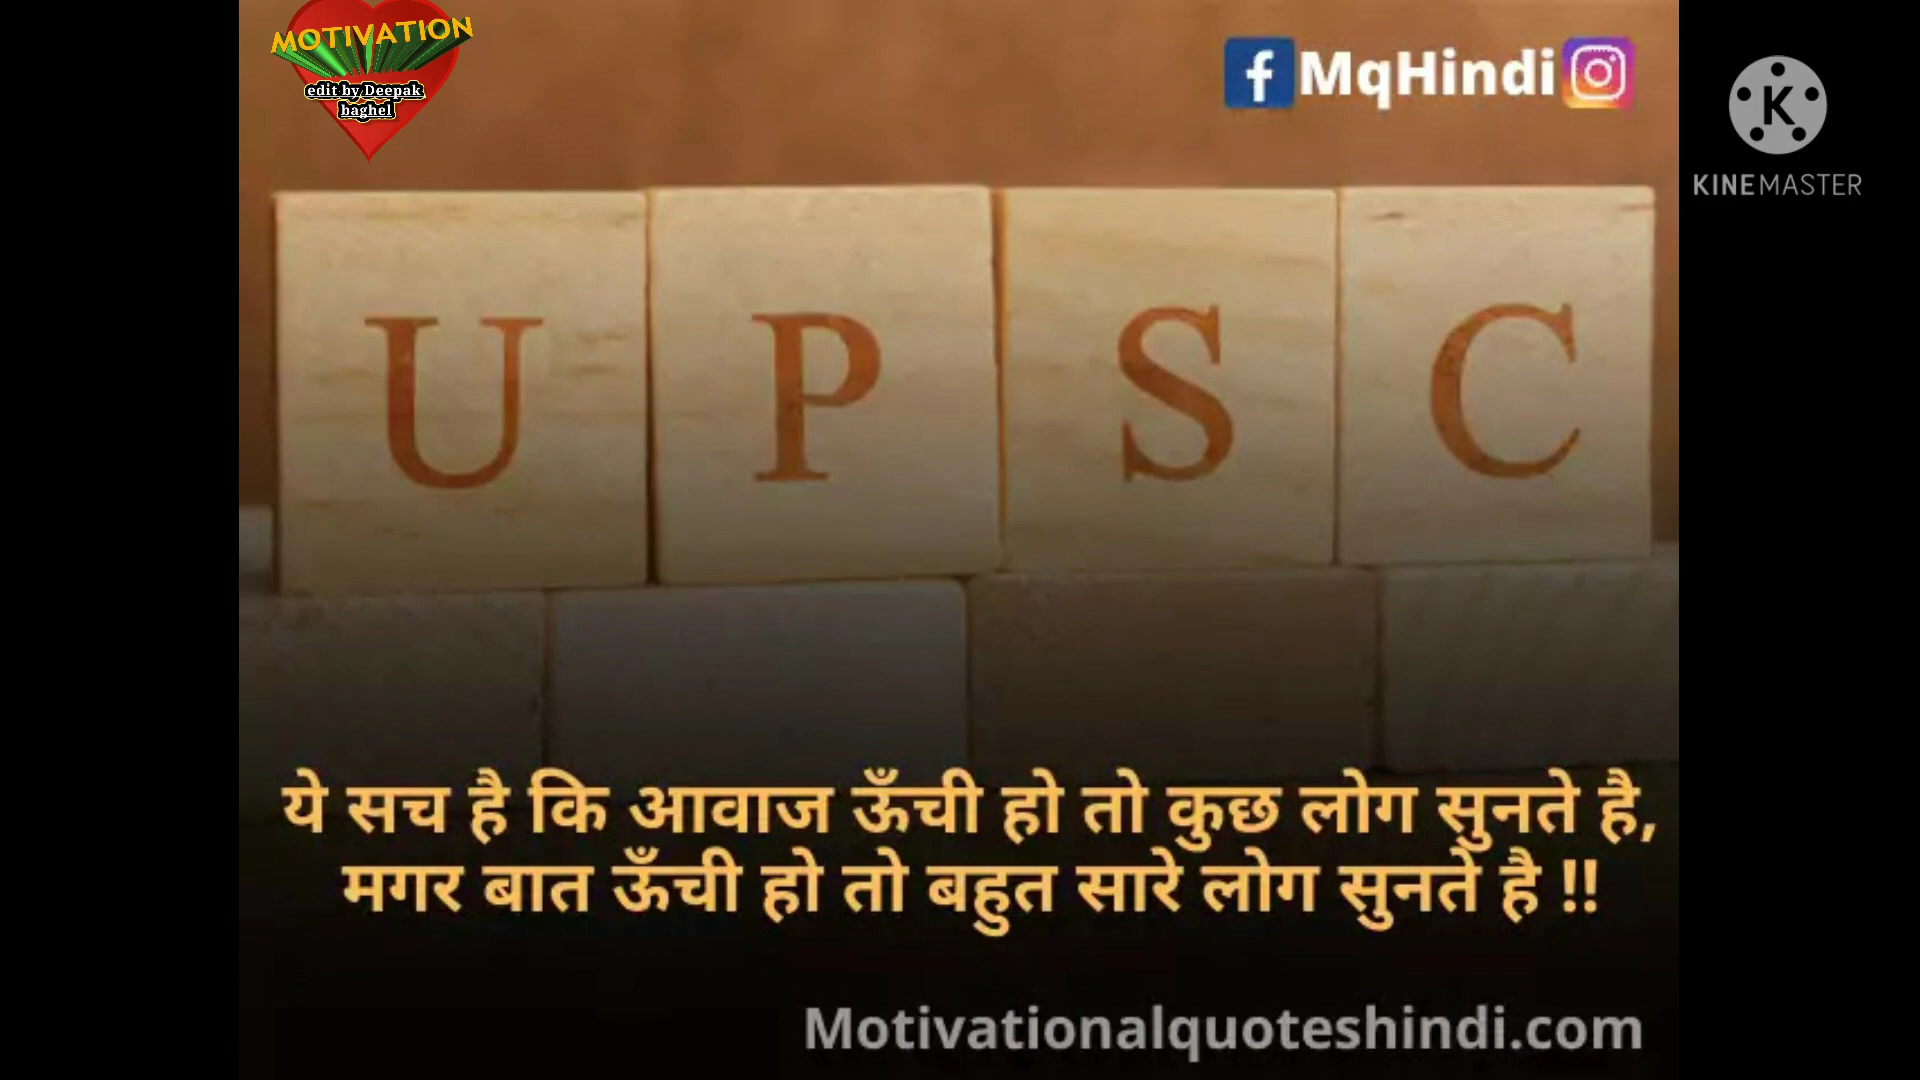 MOTIVATION
edit by Deepak
baghel
MqHindi
K
KINEMASTER
U P S C
ये सच है कि आवाज ऊँची हो तो कुछ लोग सुनते है,
मगर बात ऊँची हो तो बहुत सारे लोग सुनते है !!
Motivationalquoteshindi.com